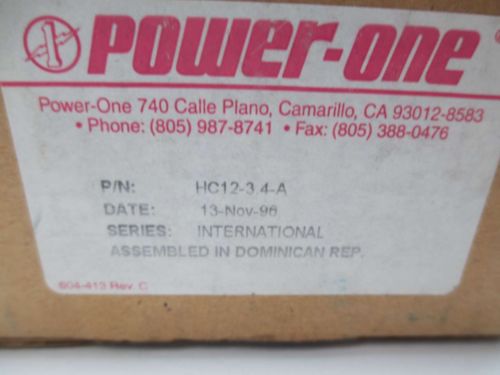 POWER-ONE
Power-One 740 Calle Plano, Camarillo, CA 93012-8583
• Phone: (805) 987-8741 • Fax: (805) 388-0476
P/N: HC12-3.4-A
DATE: 13-Nov-96
SERIES: INTERNATIONAL
ASSEMBLED IN DOMINICAN REP.
604-413 Rev. C